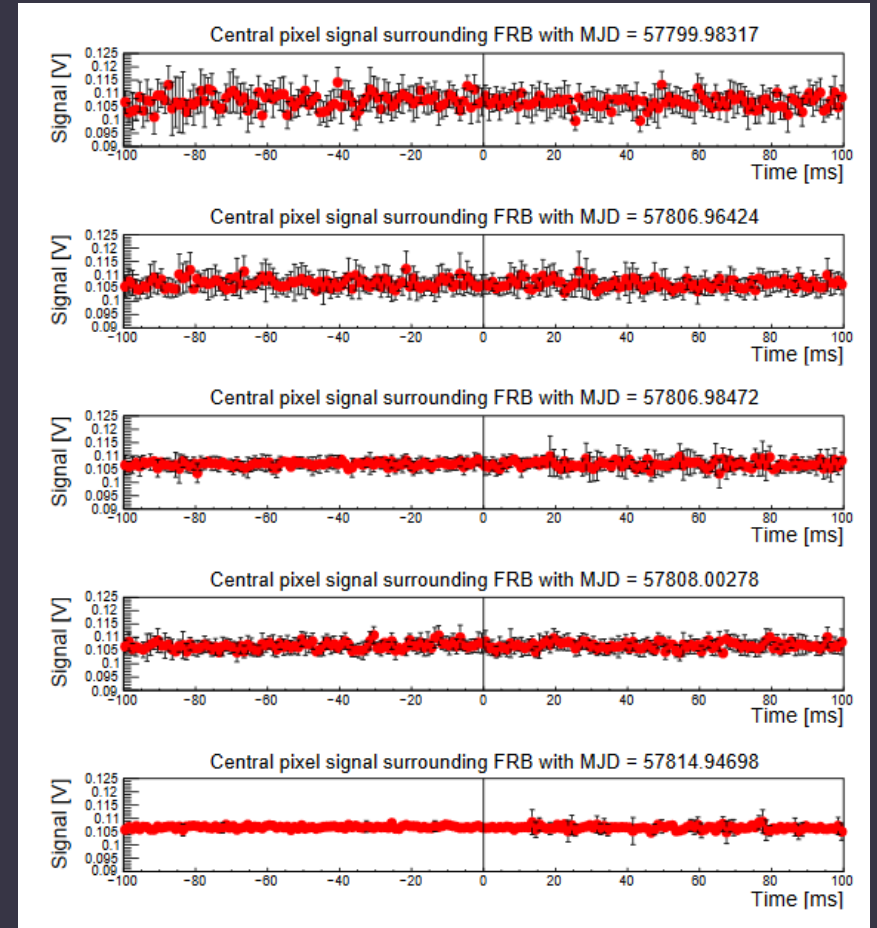 Central pixel signal surrounding FRB with MJD = 57799.98317
Signal [V]
0.125
0.12
0.115
0.11
0.105
0.1
0.095
0.09
−100 −80 −60 −40 −20 0 20 40 60 80 100
Time [ms]
Central pixel signal surrounding FRB with MJD = 57806.96424
Signal [V]
0.125
0.12
0.115
0.11
0.105
0.1
0.095
0.09
−100 −80 −60 −40 −20 0 20 40 60 80 100
Time [ms]
Central pixel signal surrounding FRB with MJD = 57806.98472
Signal [V]
0.125
0.12
0.115
0.11
0.105
0.1
0.095
0.09
−100 −80 −60 −40 −20 0 20 40 60 80 100
Time [ms]
Central pixel signal surrounding FRB with MJD = 57808.00278
Signal [V]
0.125
0.12
0.115
0.11
0.105
0.1
0.095
0.09
−100 −80 −60 −40 −20 0 20 40 60 80 100
Time [ms]
Central pixel signal surrounding FRB with MJD = 57814.94698
Signal [V]
0.125
0.12
0.115
0.11
0.105
0.1
0.095
0.09
−100 −80 −60 −40 −20 0 20 40 60 80 100
Time [ms]